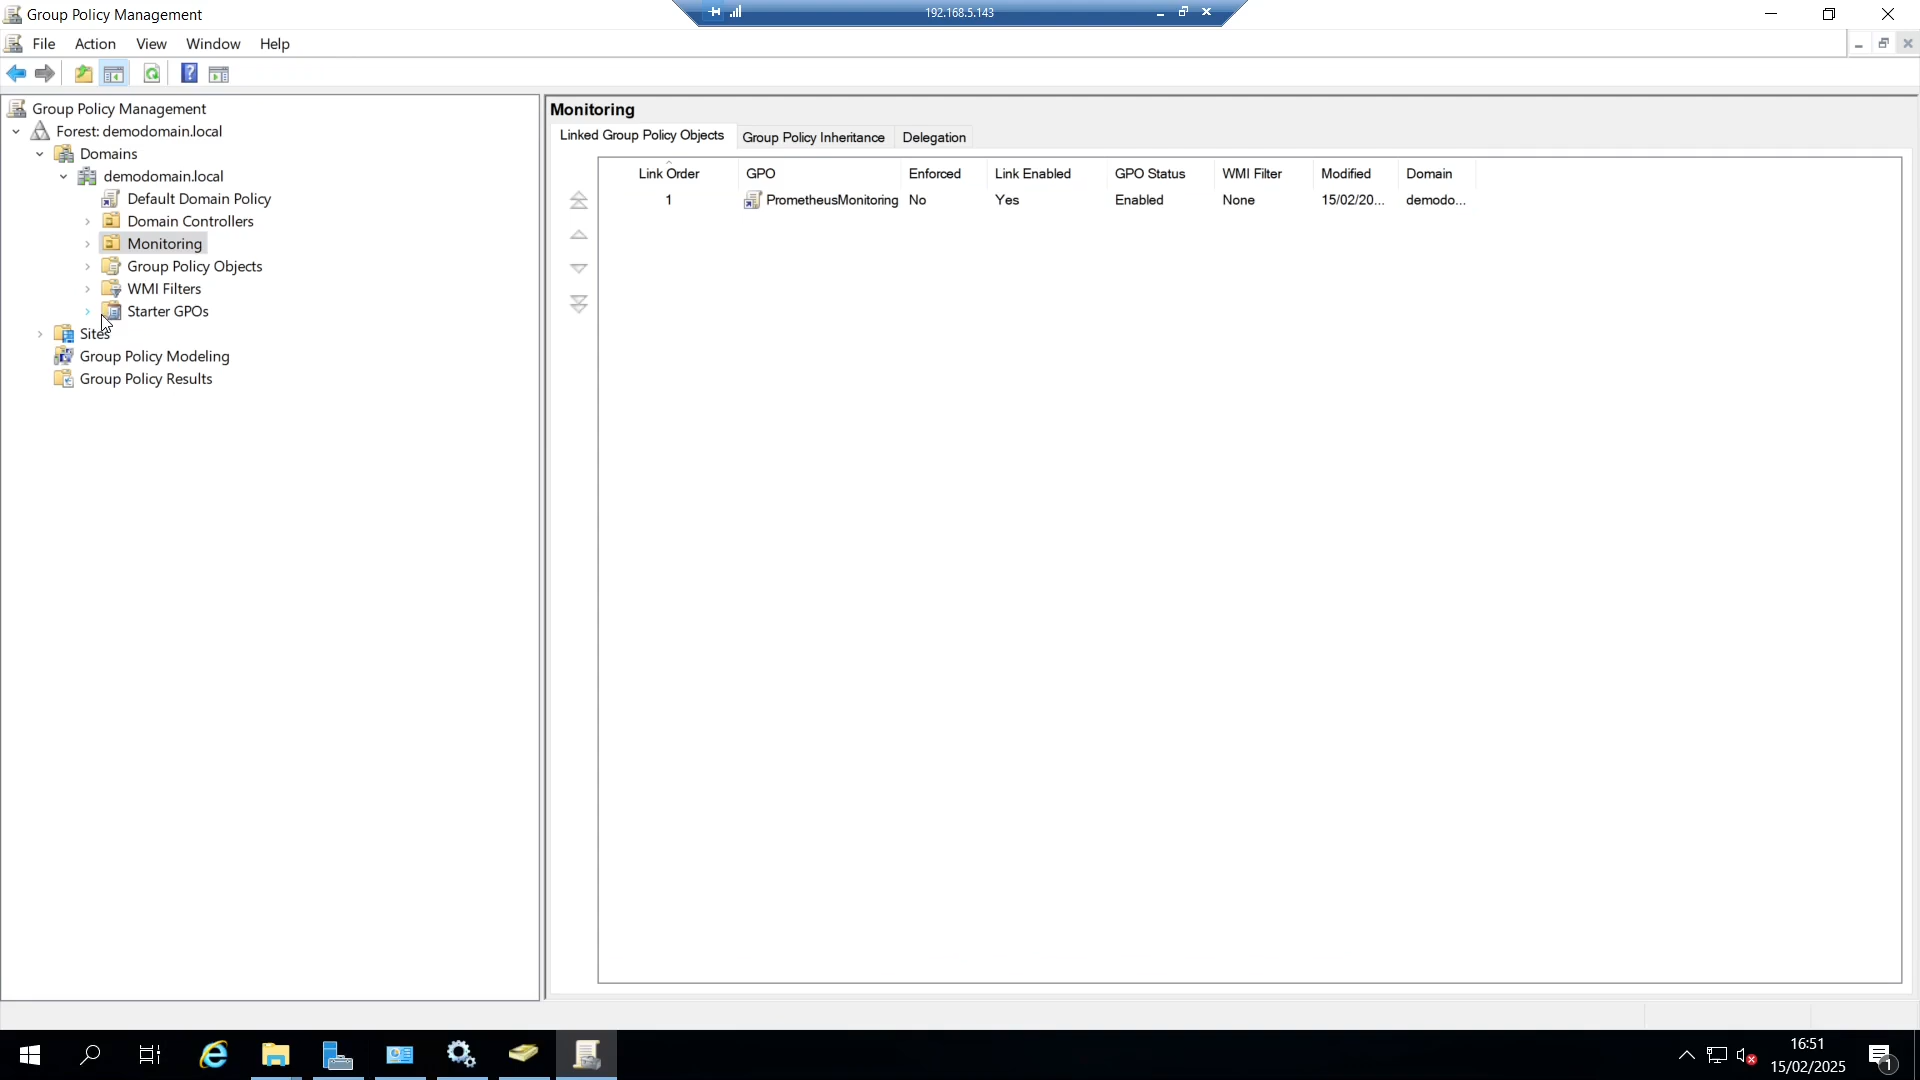 Group Policy Management
192.168.5.143
File Action View Window Help
Group Policy Management
Forest: demodomain.local
Domains
demodomain.local
Default Domain Policy
Domain Controllers
Monitoring
Group Policy Objects
WMI Filters
Starter GPOs
Sites
Group Policy Modeling
Group Policy Results
Monitoring
Linked Group Policy Objects Group Policy Inheritance Delegation
Link Order GPO Enforced Link Enabled GPO Status WMI Filter Modified Domain
1 PrometheusMonitoring No Yes Enabled None 15/02/20... demodo...
16:51
15/02/2025
1